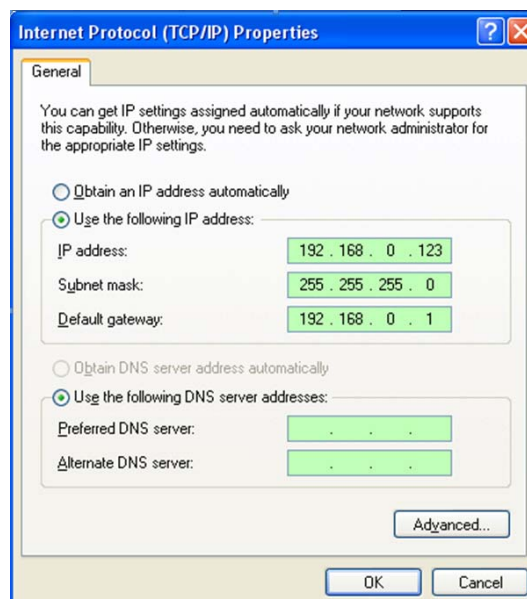 Internet Protocol (TCP/IP) Properties
General
You can get IP settings assigned automatically if your network supports
this capability. Otherwise, you need to ask your network administrator for
the appropriate IP settings.
Obtain an IP address automatically
Use the following IP address:
IP address: 192 . 168 . 0 . 123
Subnet mask: 255 . 255 . 255 . 0
Default gateway: 192 . 168 . 0 . 1
Obtain DNS server address automatically
Use the following DNS server addresses:
Preferred DNS server: . . .
Alternate DNS server: . . .
Advanced...
OK Cancel